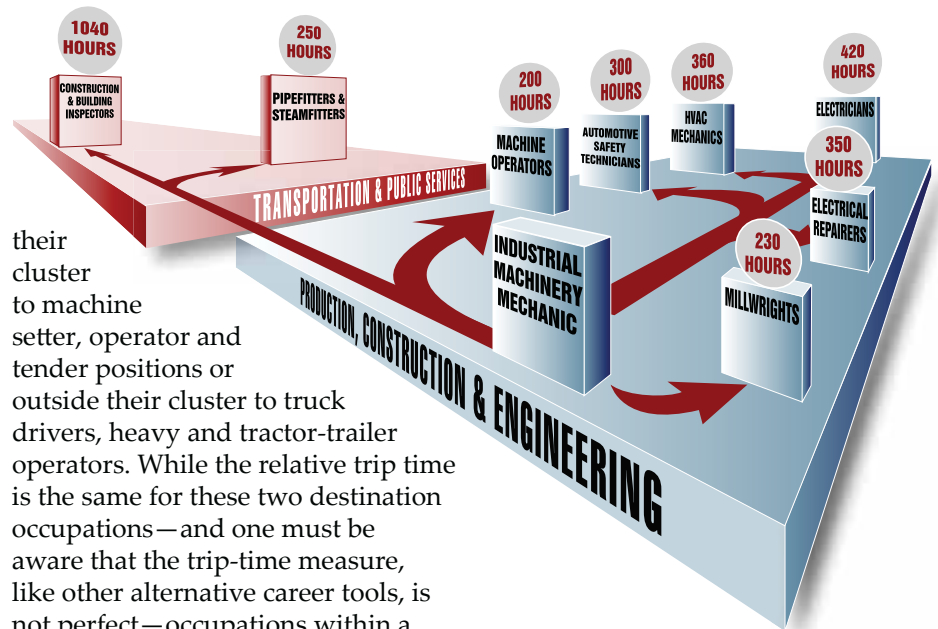 1040
HOURS
CONSTRUCTION
& BUILDING
INSPECTORS
250
HOURS
PIPEFITTERS &
STEAMFITTERS
TRANSPORTATION & PUBLIC SERVICES
200
HOURS
MACHINE
OPERATORS
300
HOURS
AUTOMOTIVE
SAFETY
TECHNICIANS
360
HOURS
HVAC
MECHANICS
420
HOURS
ELECTRICIANS
350
HOURS
ELECTRICAL
REPAIRERS
230
HOURS
MILLWRIGHTS
INDUSTRIAL
MACHINERY
MECHANIC
PRODUCTION, CONSTRUCTION & ENGINEERING
their
cluster
to machine
setter, operator and
tender positions or
outside their cluster to truck
drivers, heavy and tractor-trailer
operators. While the relative trip time
is the same for these two destination
occupations—and one must be
aware that the trip-time measure,
like other alternative career tools, is
not perfect—occupations within a